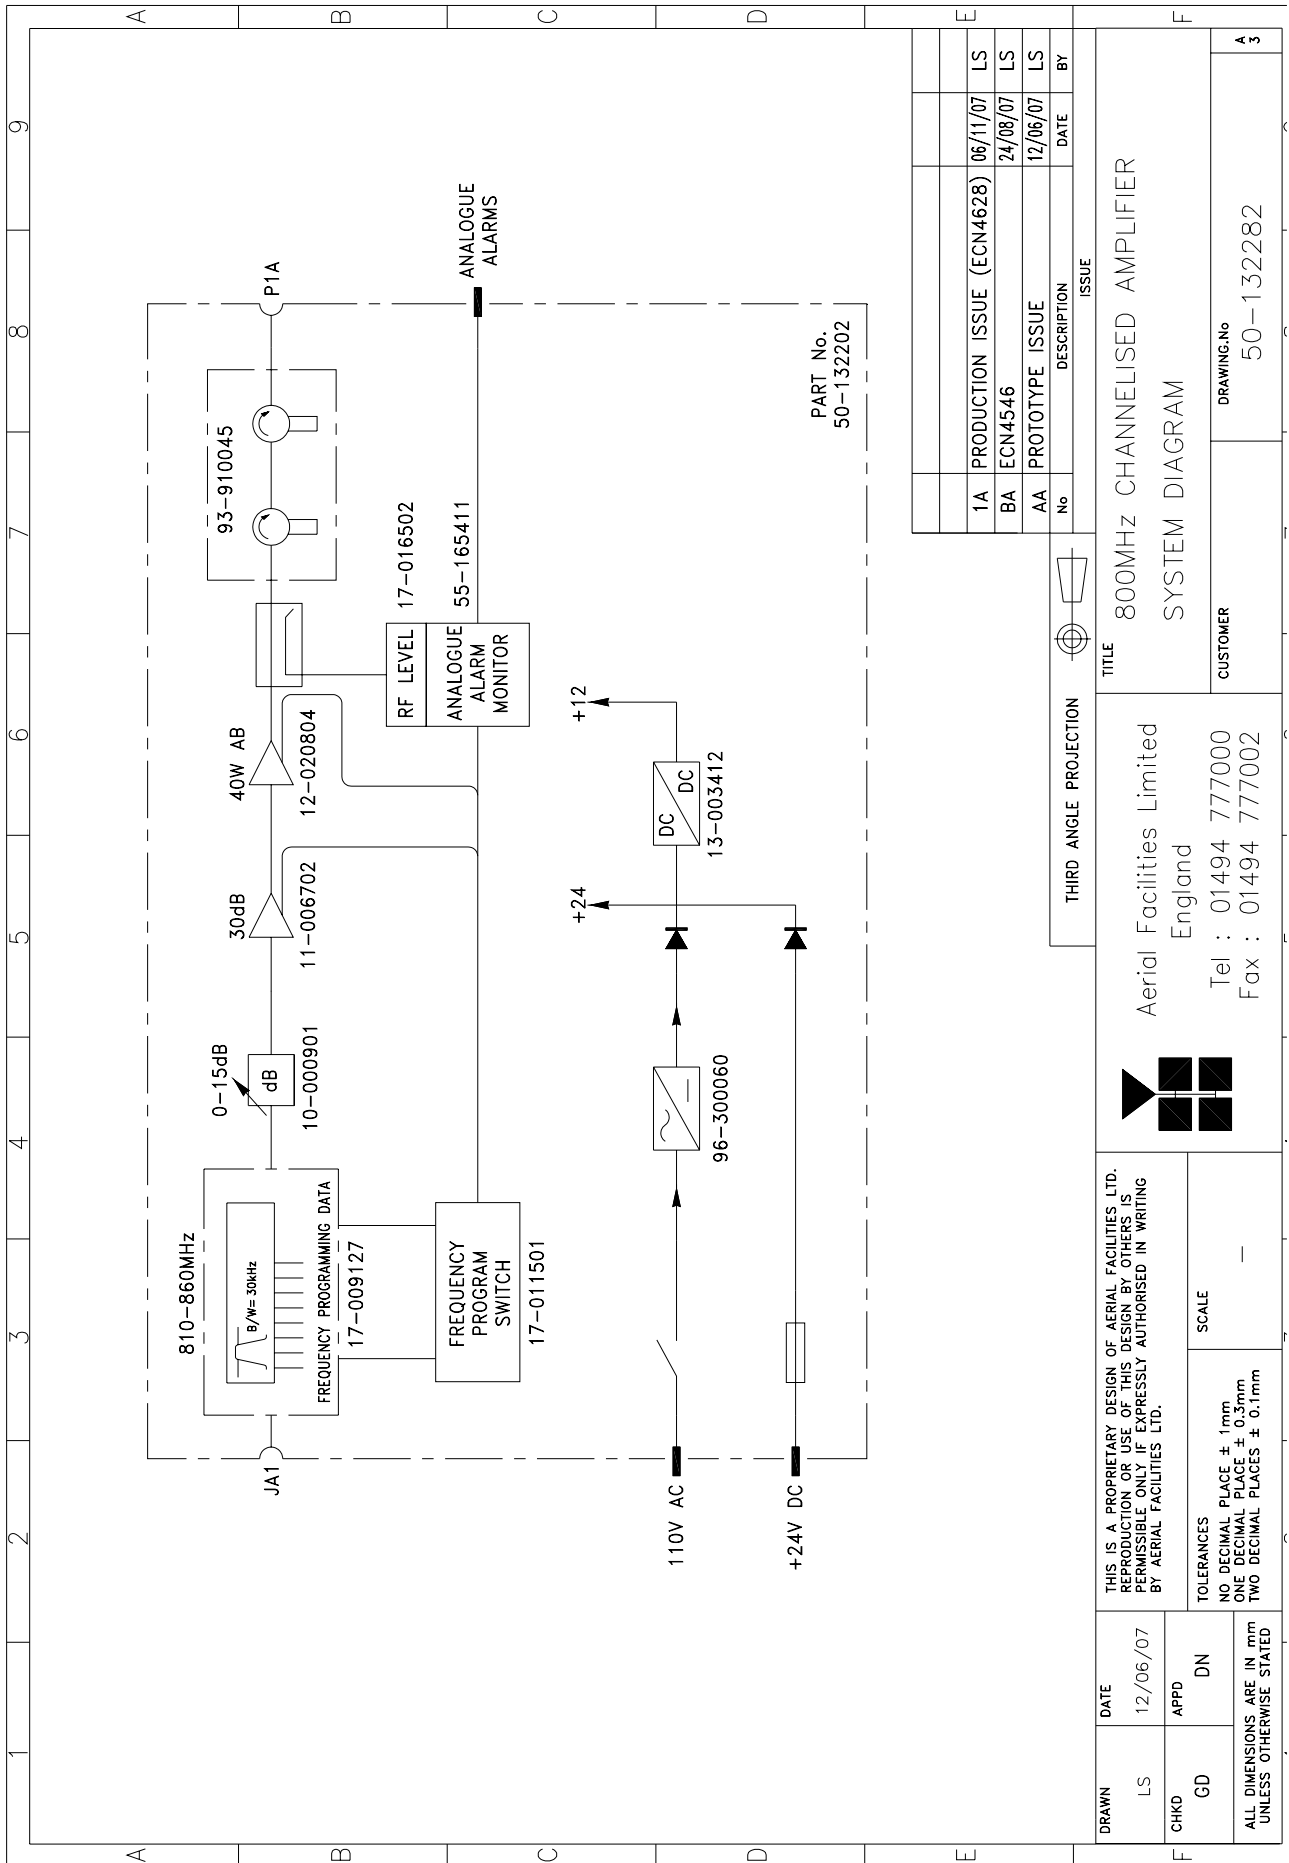 1
2
3
4
5
6
7
8
9
A
B
C
D
E
F
A
B
C
D
E
F
810-860MHz
B/W= 30kHz
FREQUENCY PROGRAMMING DATA
17-009127
JA1
FREQUENCY
PROGRAM
SWITCH
17-011501
0-15dB
dB
10-000901
30dB
11-006702
40W AB
12-020804
93-910045
P1A
RF LEVEL
17-016502
ANALOGUE
ALARM
MONITOR
55-165411
ANALOGUE
ALARMS
110V AC
96-300060
+24
DC
DC
13-003412
+12
+24V DC
PART No.
50-132202
1A PRODUCTION ISSUE (ECN4628) 06/11/07 LS
BA ECN4546 24/08/07 LS
AA PROTOTYPE ISSUE 12/06/07 LS
No DESCRIPTION DATE BY
ISSUE
THIRD ANGLE PROJECTION
DRAWN
LS
DATE
12/06/07
CHKD
GD
APPD
DN
ALL DIMENSIONS ARE IN mm
UNLESS OTHERWISE STATED
THIS IS A PROPRIETARY DESIGN OF AERIAL FACILITIES LTD.
REPRODUCTION OR USE OF THIS DESIGN BY OTHERS IS
PERMISSIBLE ONLY IF EXPRESSLY AUTHORISED IN WRITING
BY AERIAL FACILITIES LTD.
TOLERANCES
NO DECIMAL PLACE ± 1mm
ONE DECIMAL PLACE ± 0.3mm
TWO DECIMAL PLACES ± 0.1mm
SCALE
—
Aerial Facilities Limited
England
Tel : 01494 777000
Fax : 01494 777002
TITLE
800MHz CHANNELISED AMPLIFIER
SYSTEM DIAGRAM
CUSTOMER
DRAWING.No
50-132282
A
3